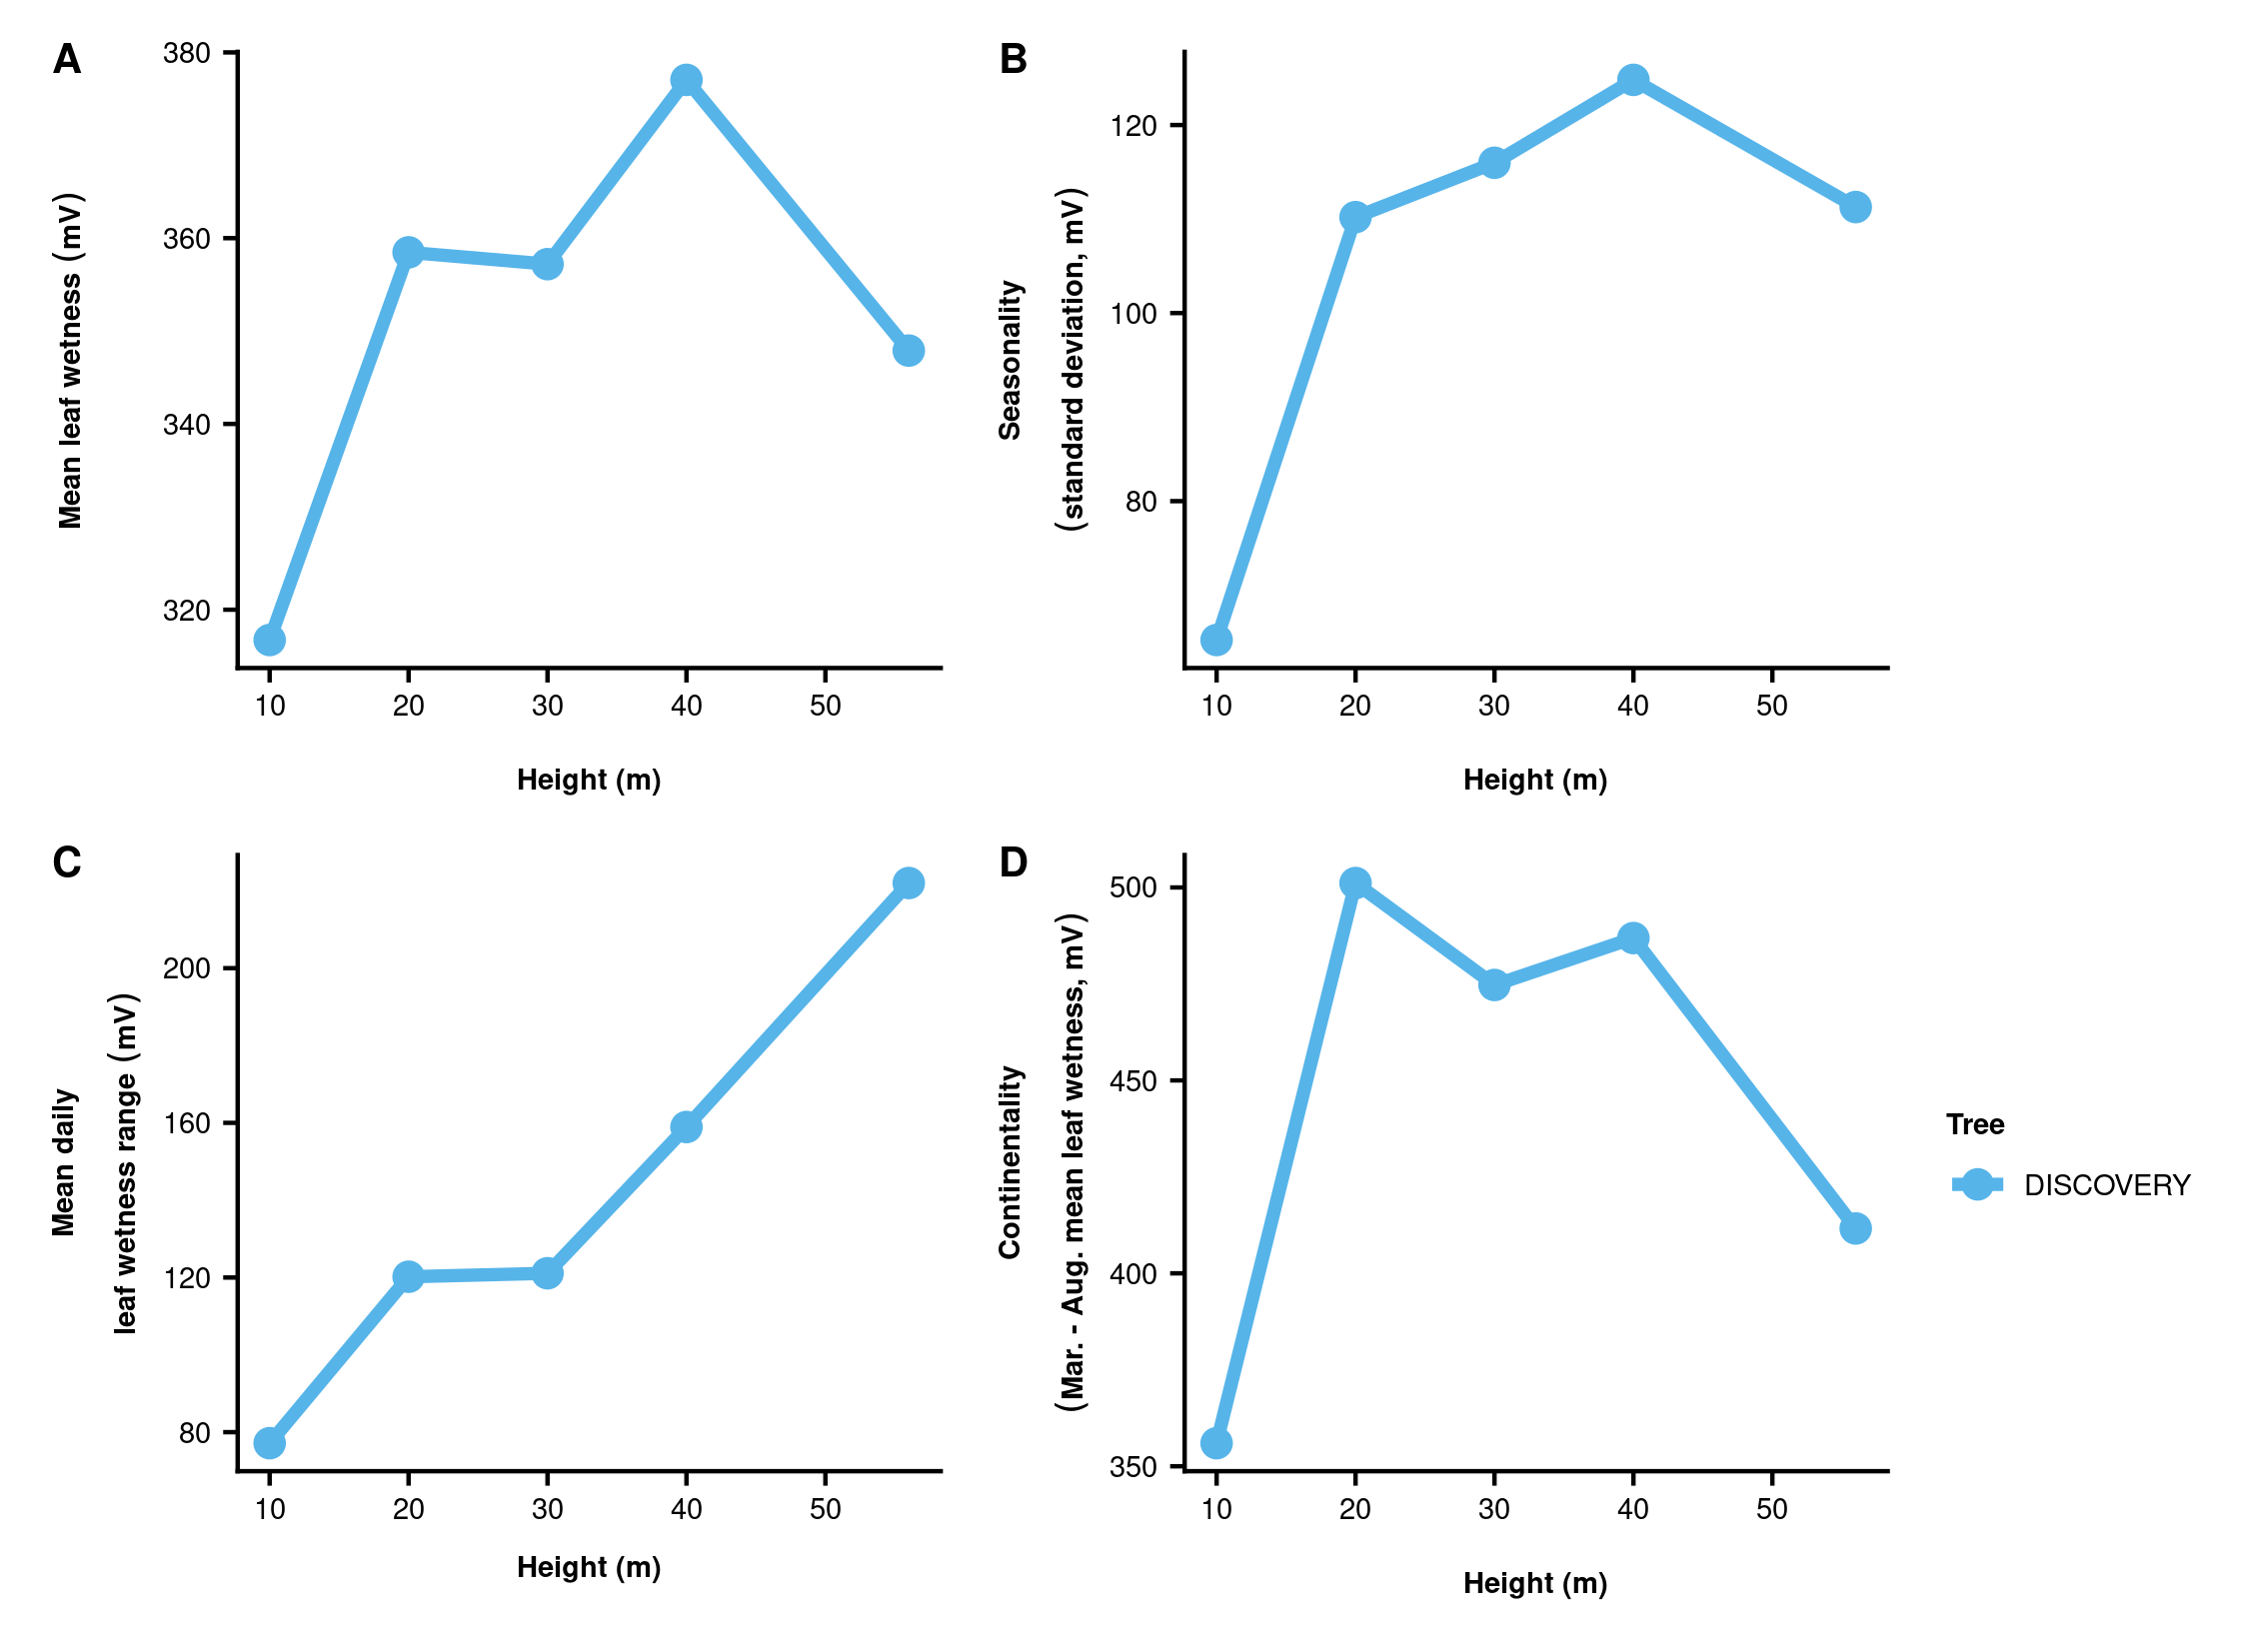 A
Mean leaf wetness (mV)
380
360
340
320
10 20 30 40 50
Height (m)
B
Seasonality
(standard deviation, mV)
120
100
80
10 20 30 40 50
Height (m)
C
Mean daily
leaf wetness range (mV)
200
160
120
80
10 20 30 40 50
Height (m)
D
Continentality
(Mar. - Aug. mean leaf wetness, mV)
500
450
400
350
10 20 30 40 50
Height (m)
Tree
DISCOVERY